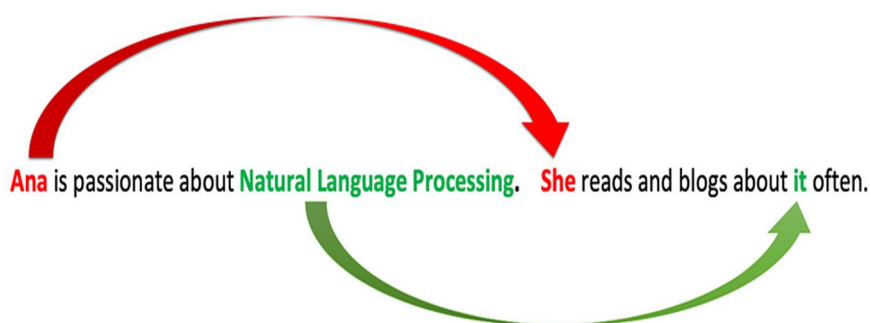 Ana is passionate about Natural Language Processing. She reads and blogs about it often.